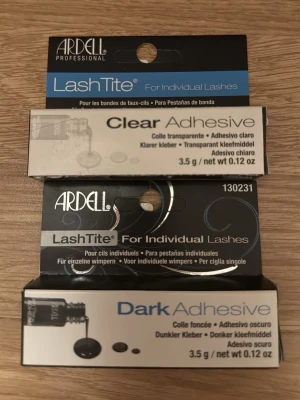 ARDELL
PROFESSIONAL
LashTite® For Individual Lashes
Pour les bandes de faux-cils • Para Pestañas de banda
Clear Adhesive
Colle transparente • Adhesivo claro
Klarer kleber • Transparant kleefmiddel
Adesivo chiaro
3.5 g / net wt 0.12 oz
ARDELL
130231
LashTite® For Individual Lashes
Pour cils individuels • Para pestañas individuales
Für einzelne wimpern • Voor individuele wimpers • Per ciglia singole
Dark Adhesive
Colle foncée • Adhesivo oscuro
Dunkler Kleber • Donker kleefmiddel
Adesivo scuro
3.5 g / net wt 0.12 oz